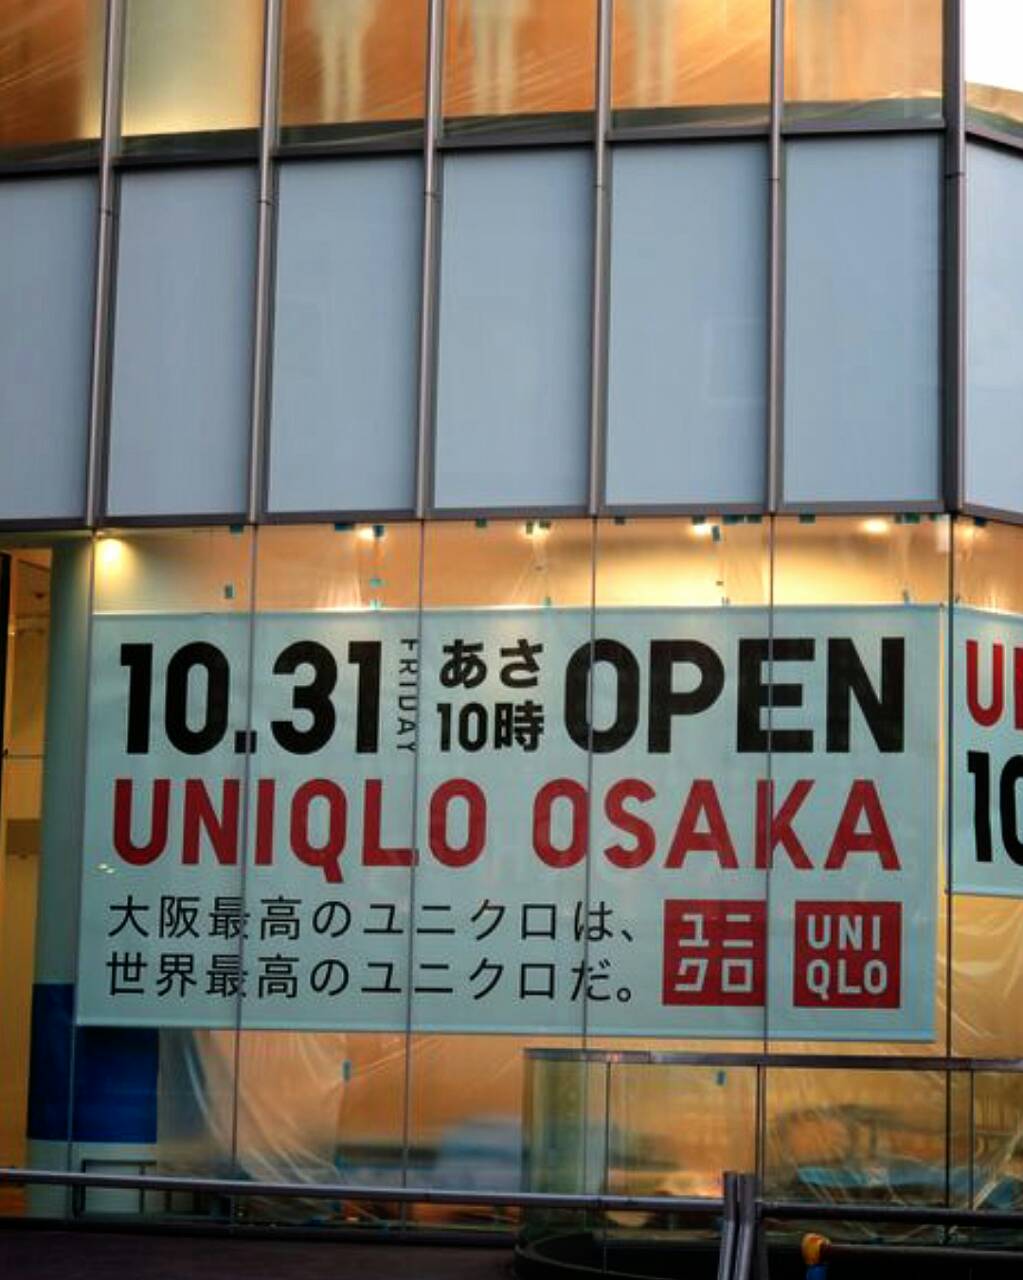 10.31 FRIDAY あさ10時 OPEN
UNIQLO OSAKA
大阪最高のユニクロは、
世界最高のユニクロだ。
ユニ
クロ
UNI
QLO
10